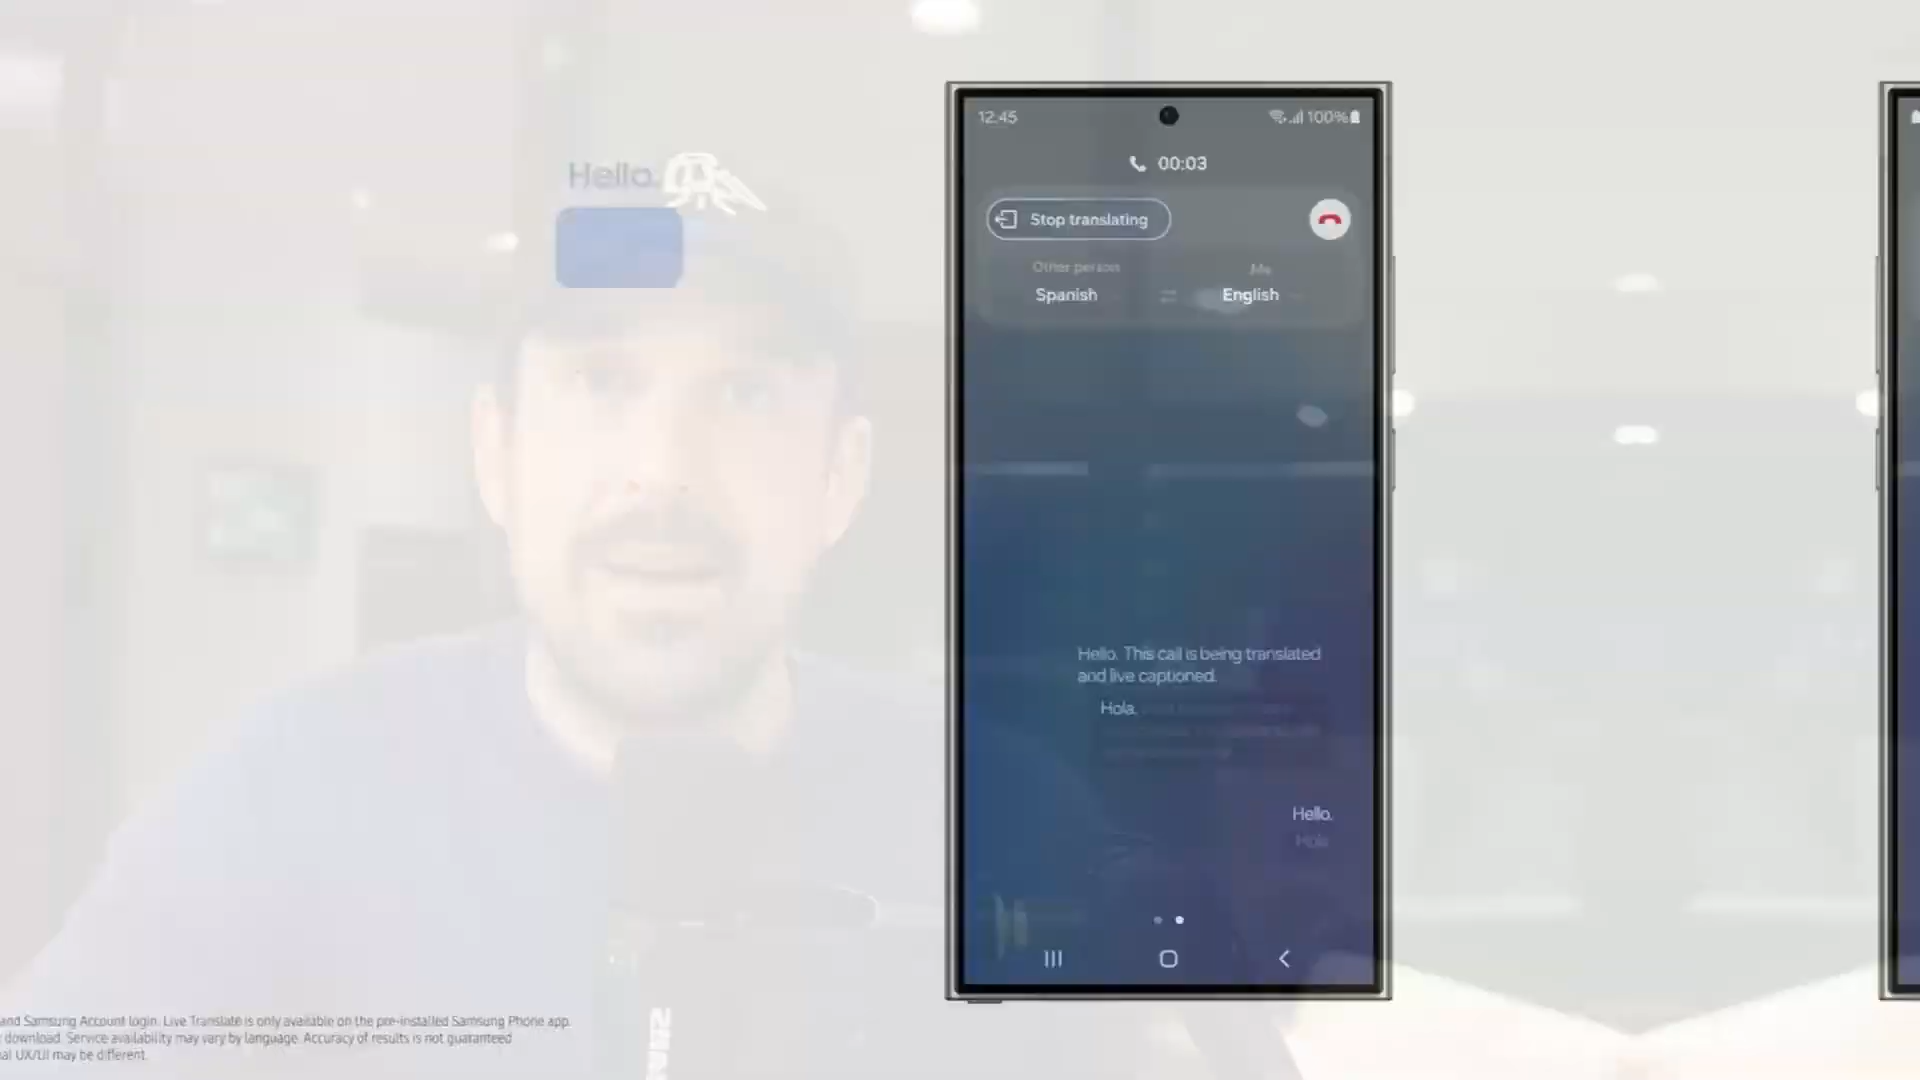 Hello.
12:45
100%
00:03
Stop translating
Other person
Me
Spanish
English
Hello. This call is being translated
and live captioned.
Hola.
Hello.
Hola.
and Samsung Account login. Live Translate is only available on the pre-installed Samsung Phone app.
download. Service availability may vary by language. Accuracy of results is not guaranteed
al UX/UI may be different.